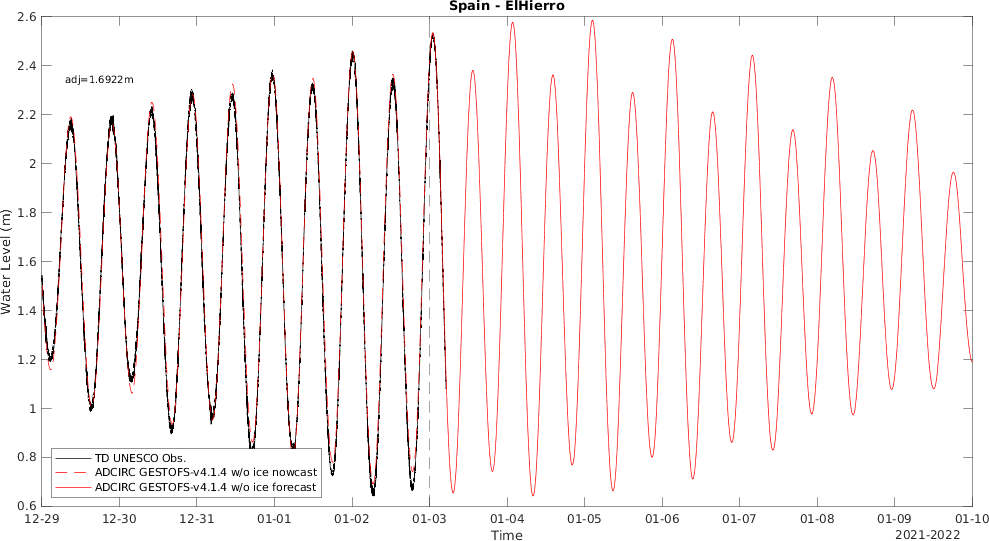 Spain - ElHierro
2.6
2.4
2.2
2
1.8
1.6
1.4
1.2
1
0.8
0.6
Water Level (m)
adj=1.6922m
TD UNESCO Obs.
ADCIRC GESTOFS-v4.1.4 w/o ice nowcast
ADCIRC GESTOFS-v4.1.4 w/o ice forecast
12-29 12-30 12-31 01-01 01-02 01-03 01-04 01-05 01-06 01-07 01-08 01-09 01-10
Time
2021-2022